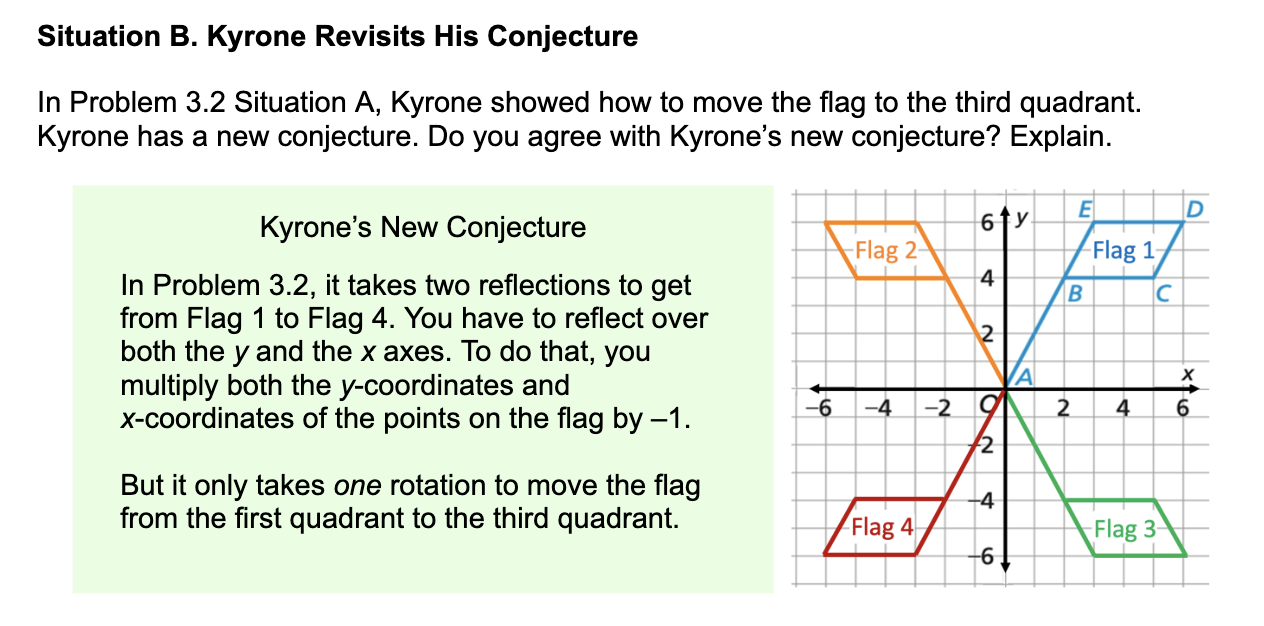 Situation B. Kyrone Revisits His Conjecture
In Problem 3.2 Situation A, Kyrone showed how to move the flag to the third quadrant.
Kyrone has a new conjecture. Do you agree with Kyrone’s new conjecture? Explain.
Kyrone’s New Conjecture
In Problem 3.2, it takes two reflections to get
from Flag 1 to Flag 4. You have to reflect over
both the y and the x axes. To do that, you
multiply both the y-coordinates and
x-coordinates of the points on the flag by –1.
But it only takes one rotation to move the flag
from the first quadrant to the third quadrant.
6 y E D
Flag 2 Flag 1
4 B C
2
A x
–6 –4 –2 O 2 4 6
–2
–4
Flag 4 Flag 3
–6